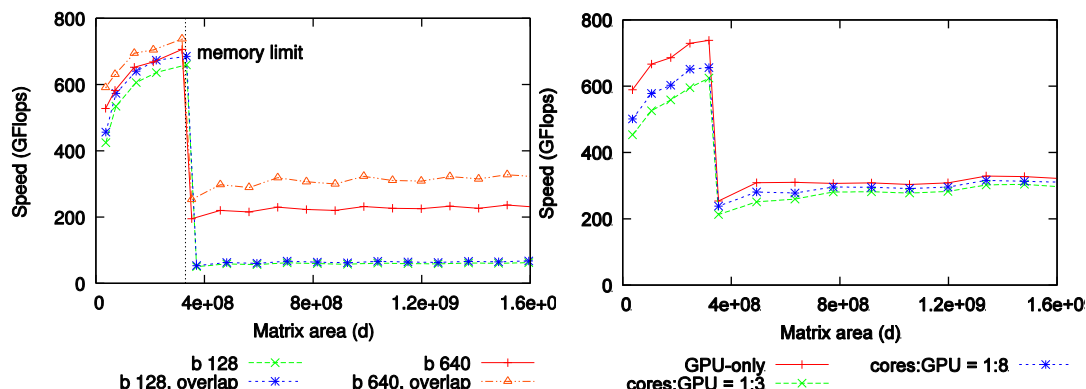 800
600
400
200
0
Speed (GFlops)
memory limit
0
4e+08
8e+08
1.2e+09
1.6e+0
Matrix area (d)
b 128
b 128, overlap
b 640
b 640, overlap
800
600
400
200
0
Speed (GFlops)
0
4e+08
8e+08
1.2e+09
1.6e+09
Matrix area (d)
GPU-only
cores:GPU = 1:3
cores:GPU = 1:8